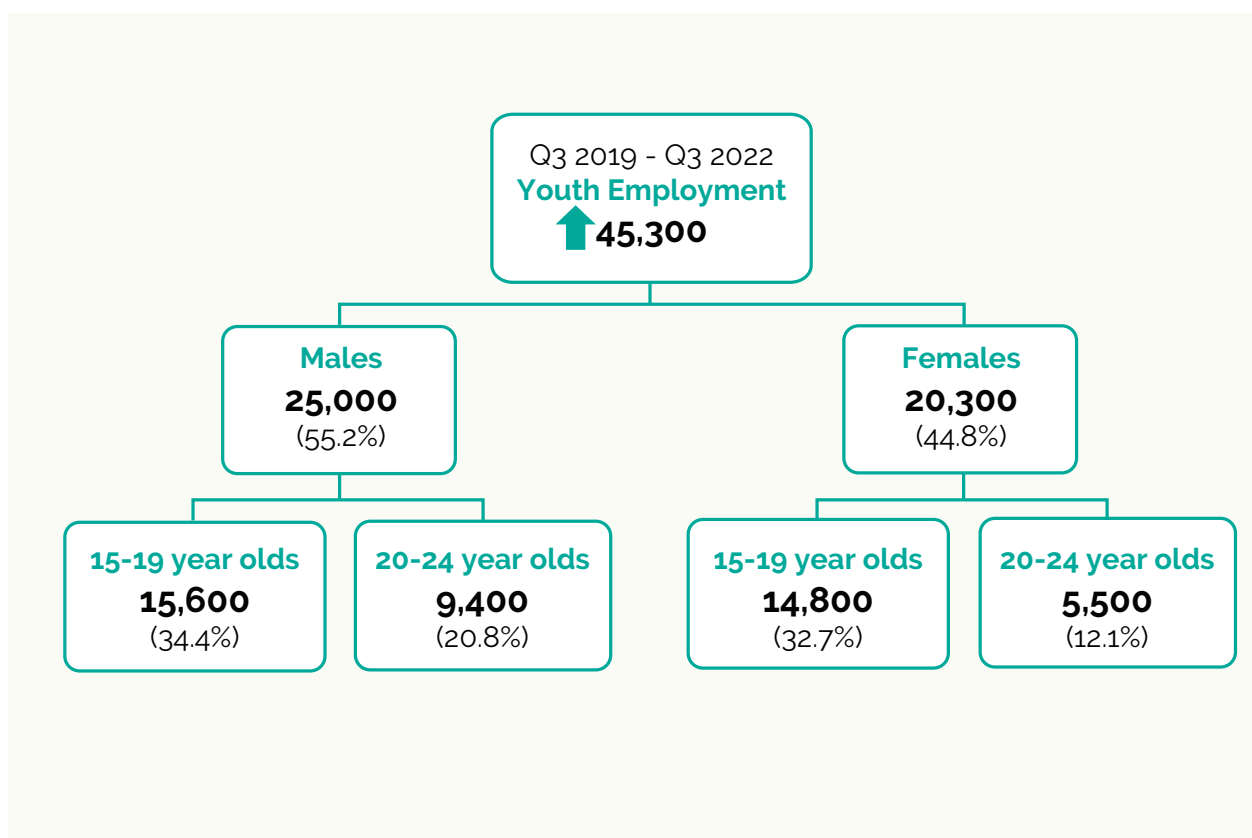 Q3 2019 - Q3 2022
Youth Employment
45,300
Males
25,000
(55.2%)
Females
20,300
(44.8%)
15-19 year olds
15,600
(34.4%)
20-24 year olds
9,400
(20.8%)
15-19 year olds
14,800
(32.7%)
20-24 year olds
5,500
(12.1%)